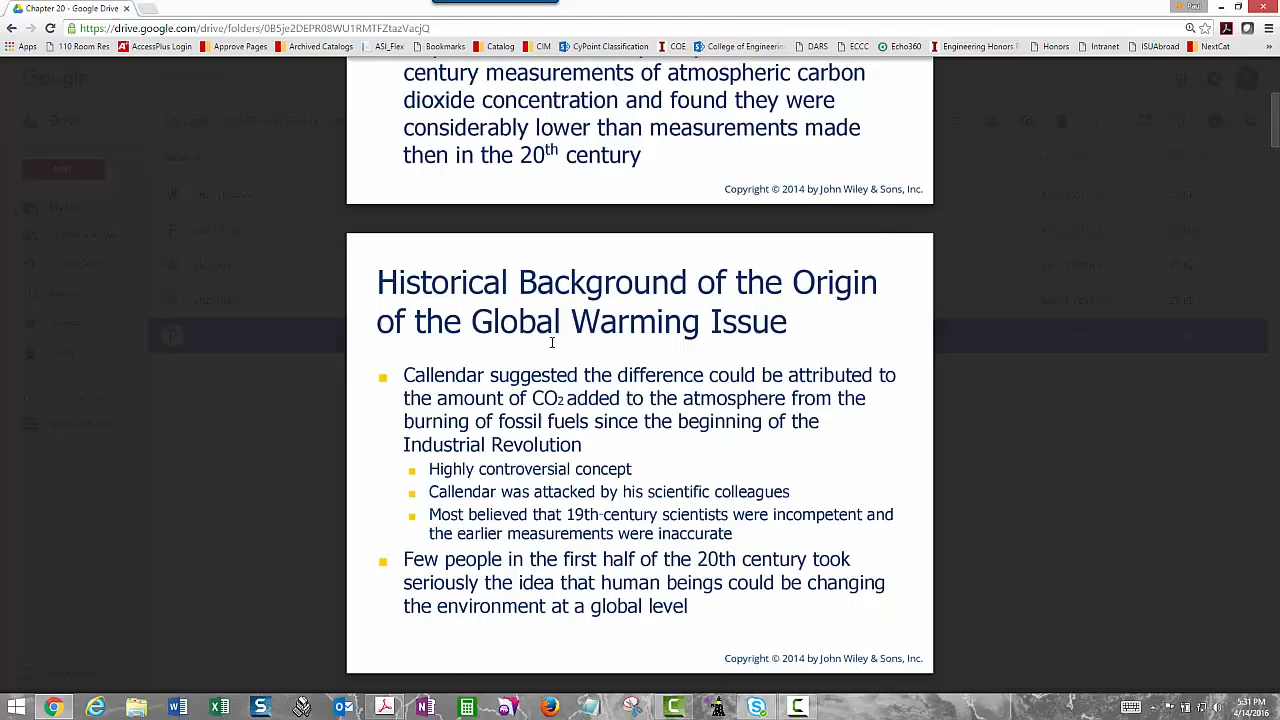 Chapter 20 - Google Drive
Paul
https://drive.google.com/drive/folders/0B5je2DEPR08WU1RMTFZtazVacjQ
Apps
110 Room Res
AccessPlus Login
Approve Pages
Archived Catalogs
ASI_Flex
Bookmarks
Catalog
CIM
CyPoint Classification
COE
College of Engineerin
DMGS
ECCC
Echo360
Engineering Honors P
Honors
Intranet
ISUAbroad
NextCat
century measurements of atmospheric carbon
dioxide concentration and found they were
considerably lower than measurements made
then in the 20th century
Copyright © 2014 by John Wiley & Sons, Inc.
Historical Background of the Origin
of the Global Warming Issue
Callendar suggested the difference could be attributed to
the amount of CO2 added to the atmosphere from the
burning of fossil fuels since the beginning of the
Industrial Revolution
Highly controversial concept
Callendar was attacked by his scientific colleagues
Most believed that 19th-century scientists were incompetent and
the earlier measurements were inaccurate
Few people in the first half of the 20th century took
seriously the idea that human beings could be changing
the environment at a global level
Copyright © 2014 by John Wiley & Sons, Inc.
5:31 PM
4/14/2016